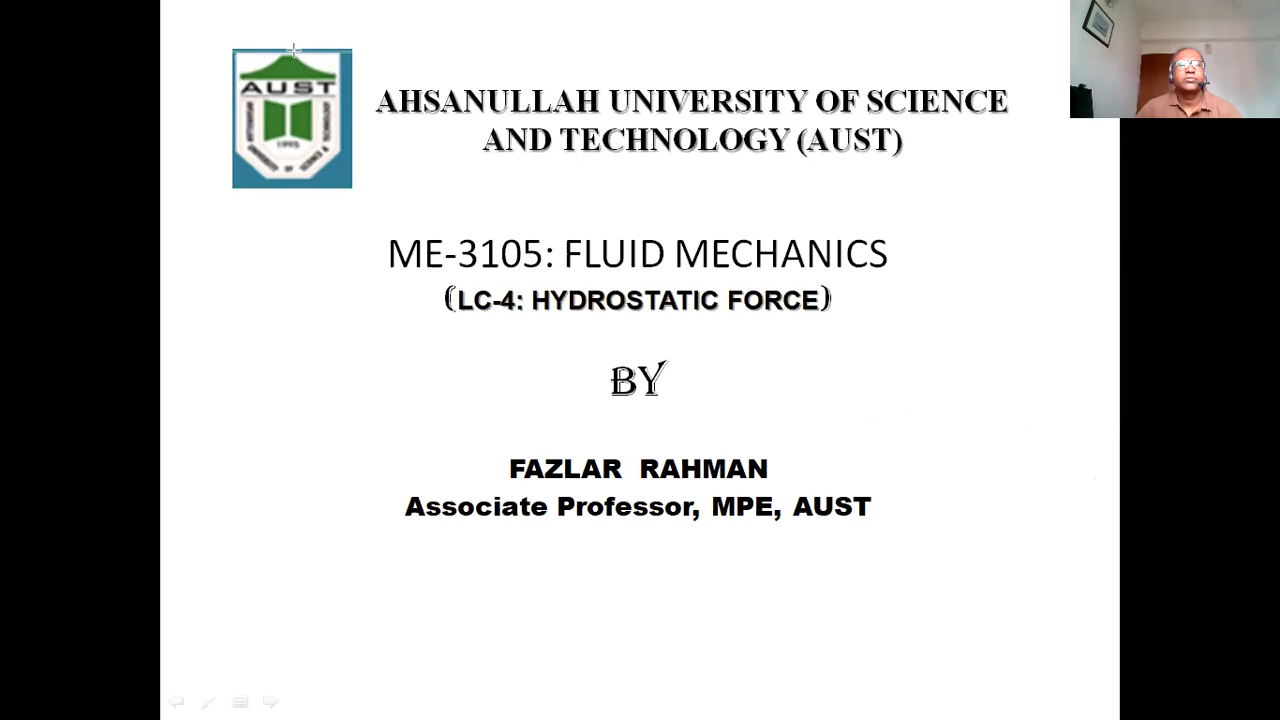 AUST
1995
AHSANULLAH UNIVERSITY OF SCIENCE
AND TECHNOLOGY (AUST)
ME-3105: FLUID MECHANICS
(LC-4: HYDROSTATIC FORCE)
BY
FAZLAR RAHMAN
Associate Professor, MPE, AUST